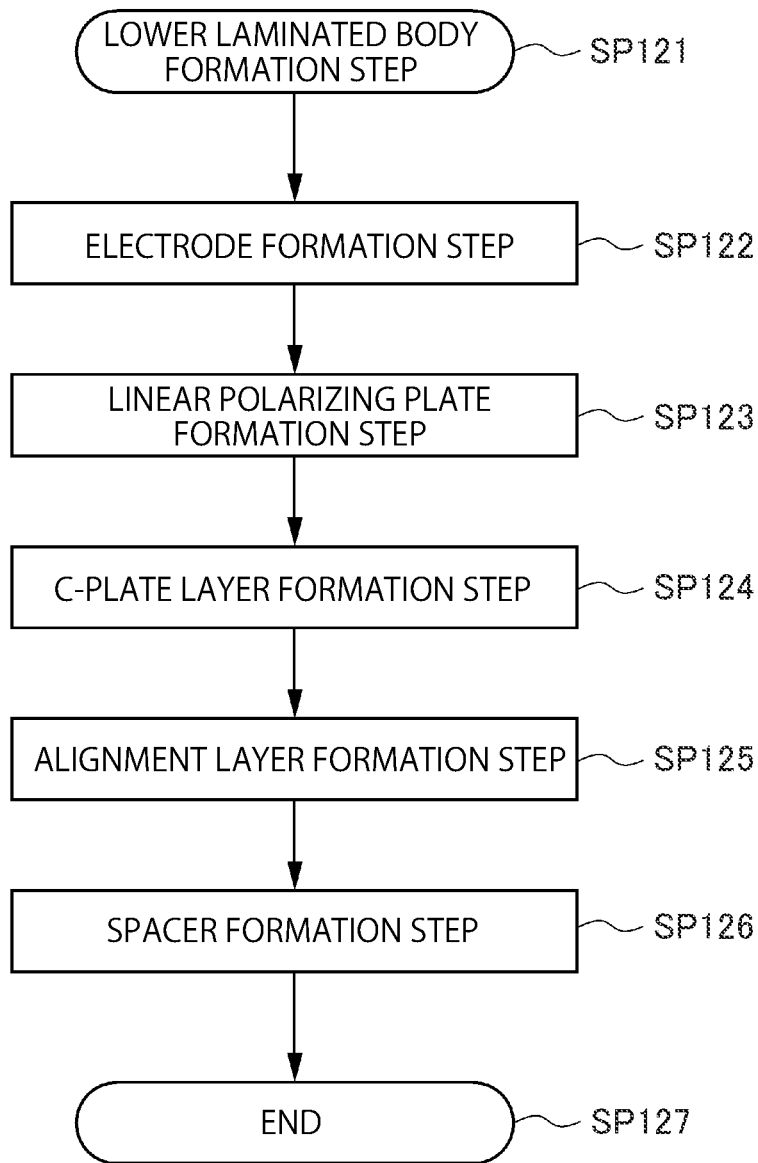 LOWER LAMINATED BODY
FORMATION STEP
SP121
ELECTRODE FORMATION STEP
SP122
LINEAR POLARIZING PLATE
FORMATION STEP
SP123
C-PLATE LAYER FORMATION STEP
SP124
ALIGNMENT LAYER FORMATION STEP
SP125
SPACER FORMATION STEP
SP126
END
SP127